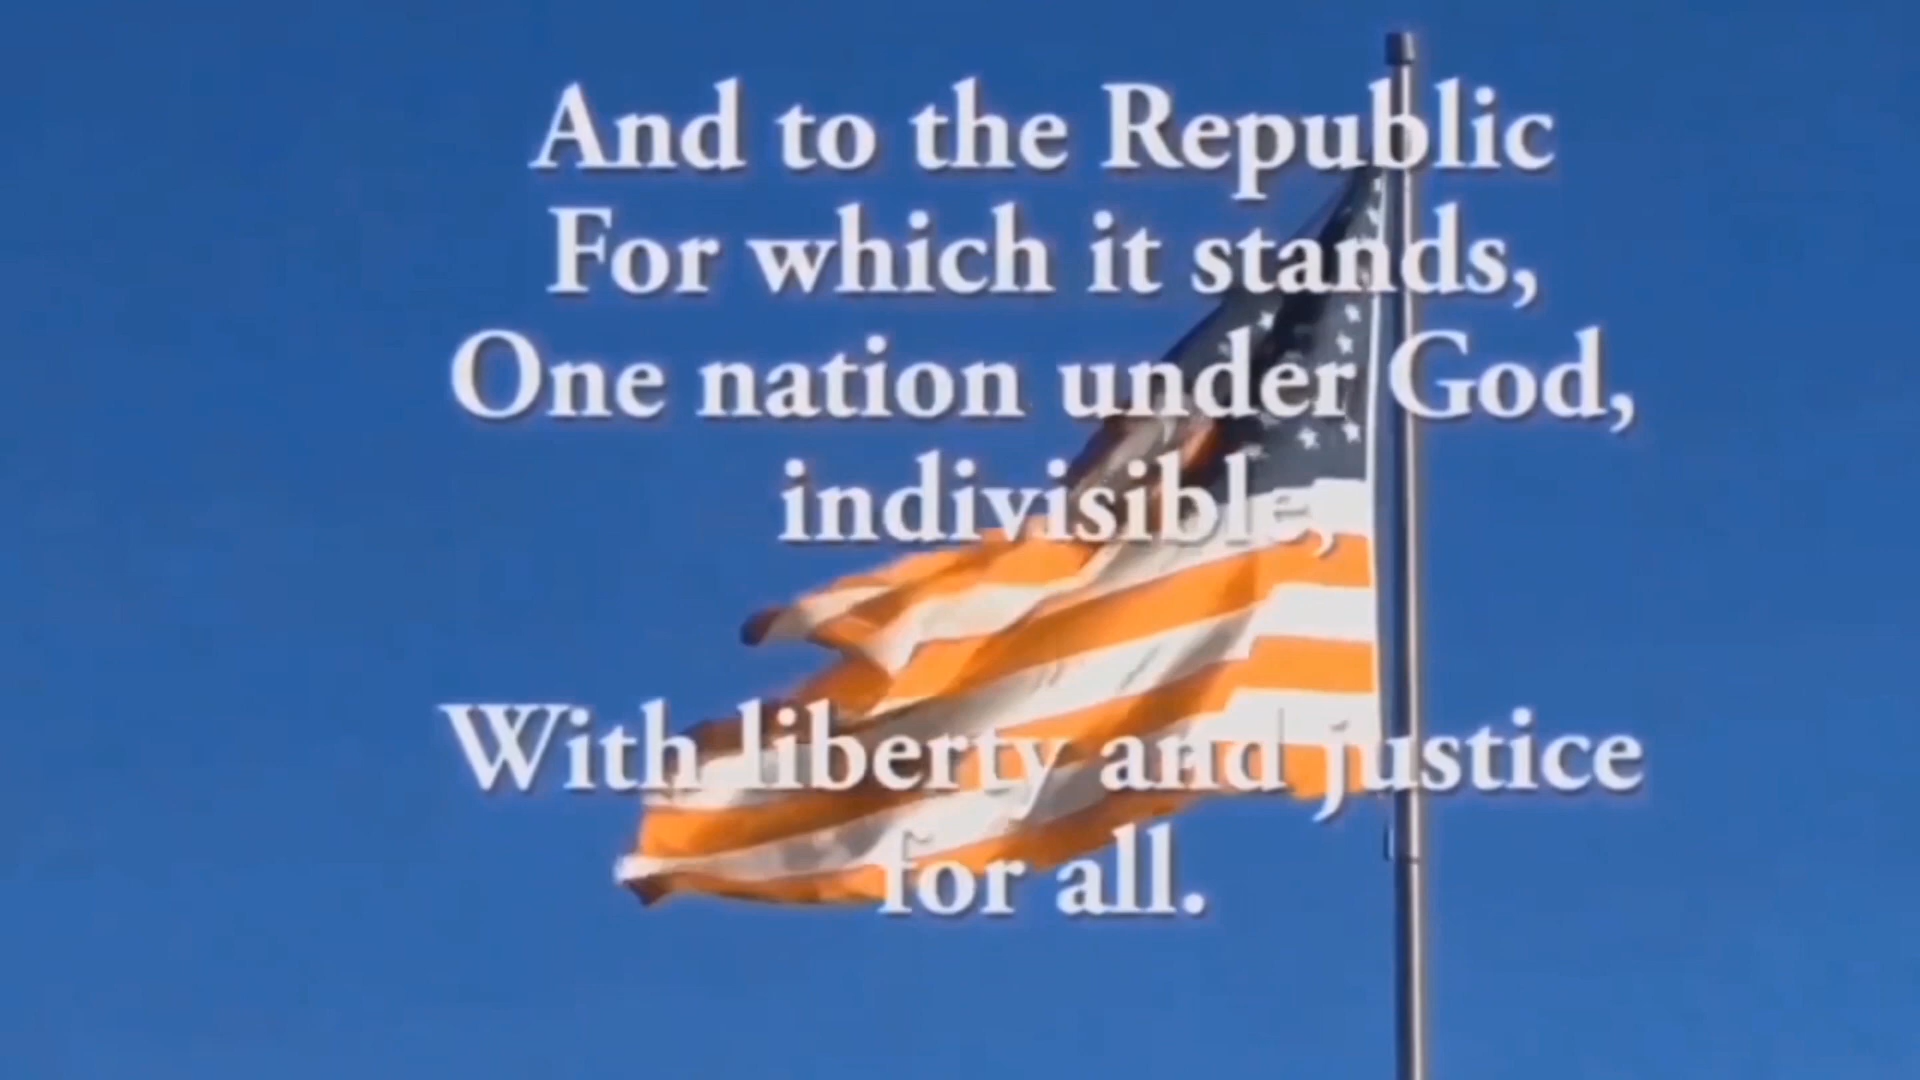 And to the Republic
For which it stands,
One nation under God,
indivisible,
With liberty and justice
for all.